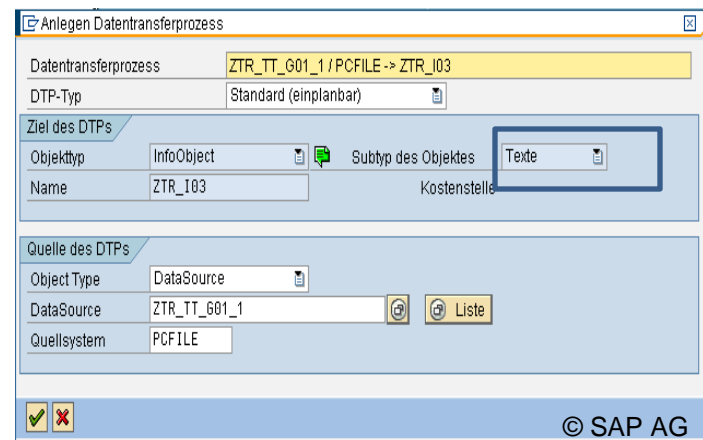 Anlegen Datentransferprozess
Datentransferprozess ZTR_TT_G01_1 / PCFILE -> ZTR_I03
DTP-Typ Standard (einplanbar)
Ziel des DTPs
Objekttyp InfoObject Subtyp des Objektes Texte
Name ZTR_I03 Kostenstelle
Quelle des DTPs
Object Type DataSource
DataSource ZTR_TT_G01_1 Liste
Quellsystem PCFILE
© SAP AG